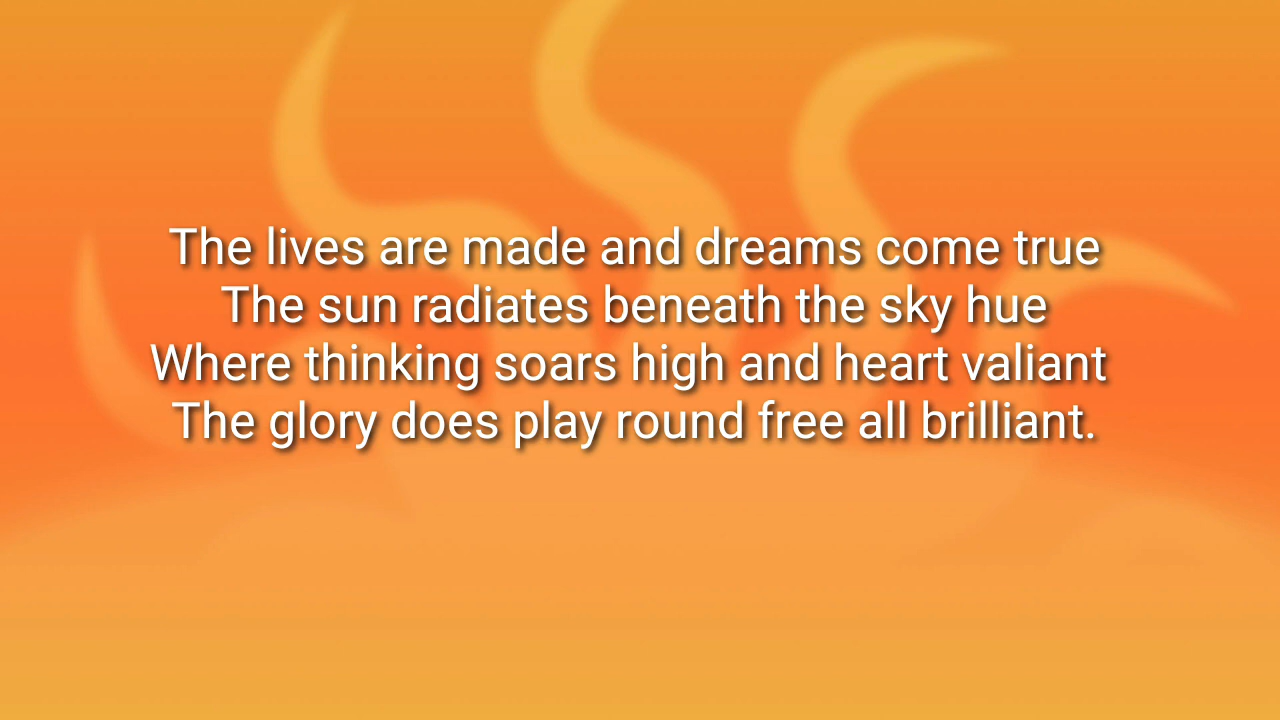 The lives are made and dreams come true
The sun radiates beneath the sky hue
Where thinking soars high and heart valiant
The glory does play round free all brilliant.